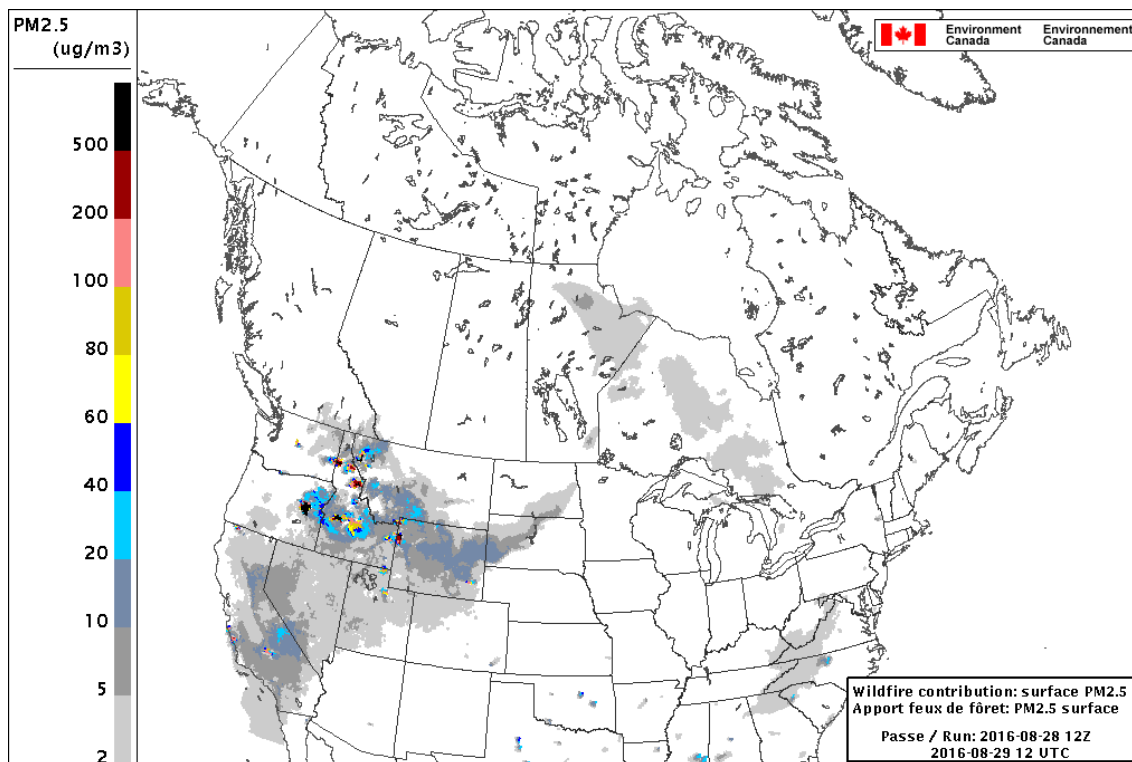 PM2.5
(ug/m3)
500
200
100
80
60
40
20
10
5
2
Environment Canada
Environnement Canada
Wildfire contribution: surface PM2.5
Apport feux de fôret: PM2.5 surface
Passe / Run: 2016-08-28 12Z
2016-08-29 12 UTC